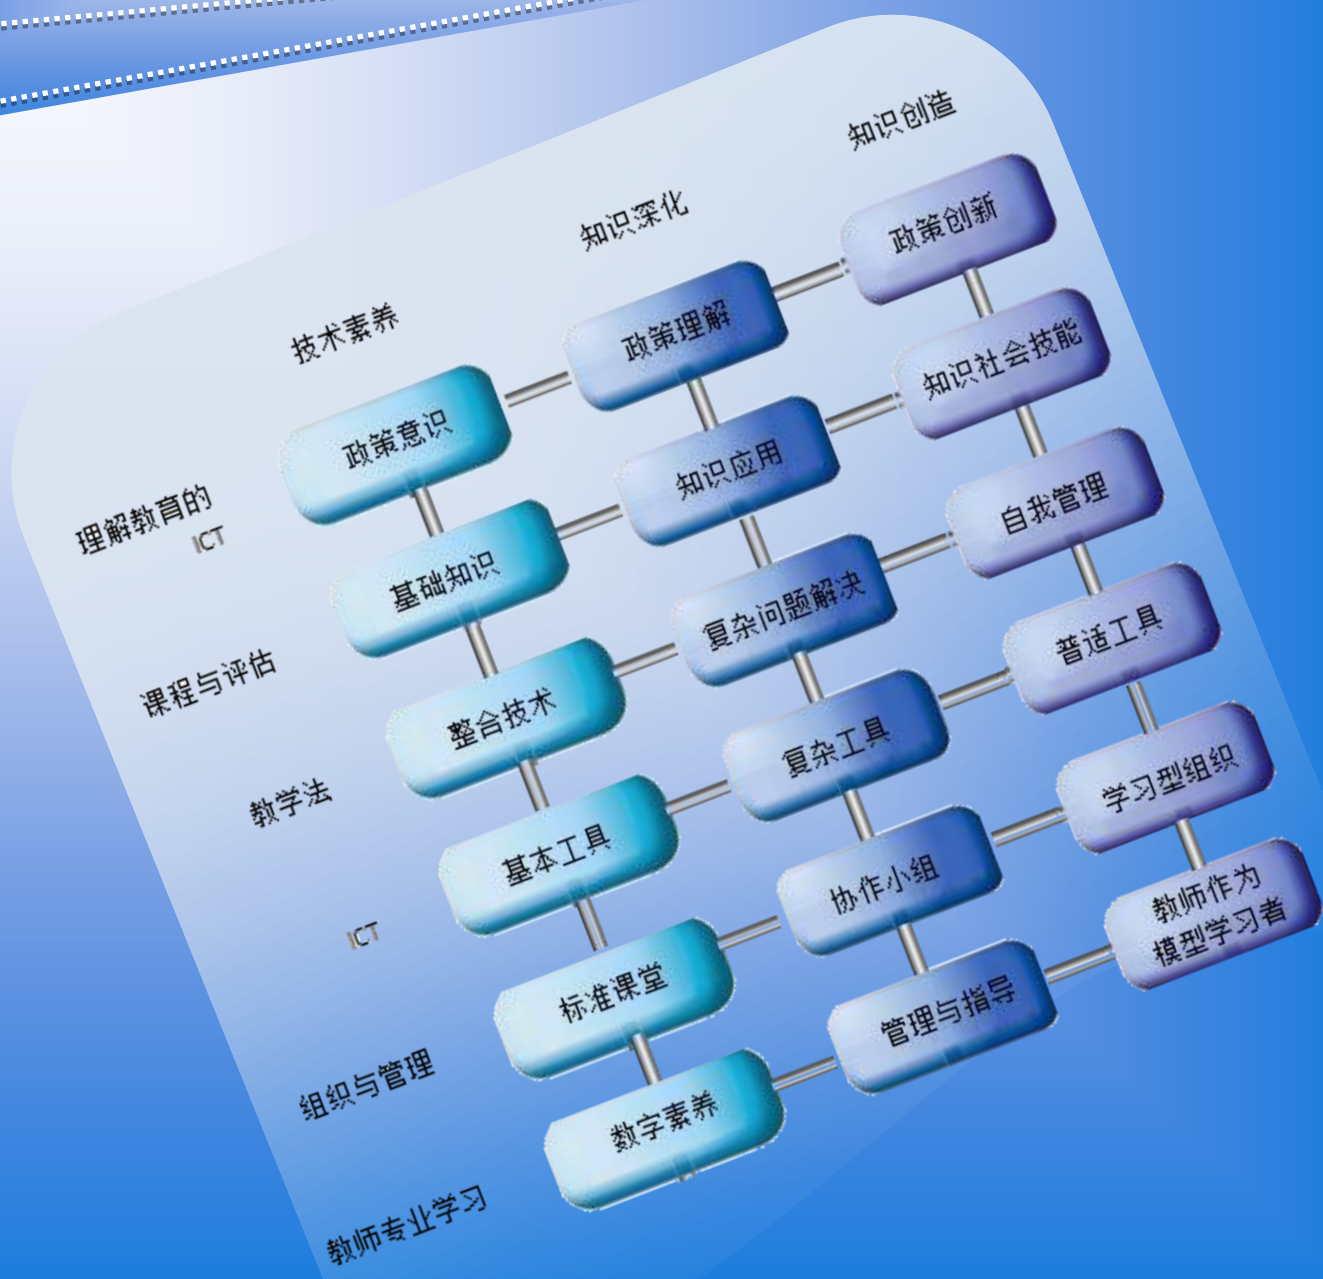 技术素养
知识深化
知识创造
理解教育的
ICT
政策意识
政策理解
政策创新
课程与评估
基础知识
知识应用
知识社会技能
教学法
整合技术
复杂问题解决
自我管理
ICT
基本工具
复杂工具
普适工具
组织与管理
标准课堂
协作小组
学习型组织
教师专业学习
数字素养
管理与指导
教师作为
模型学习者